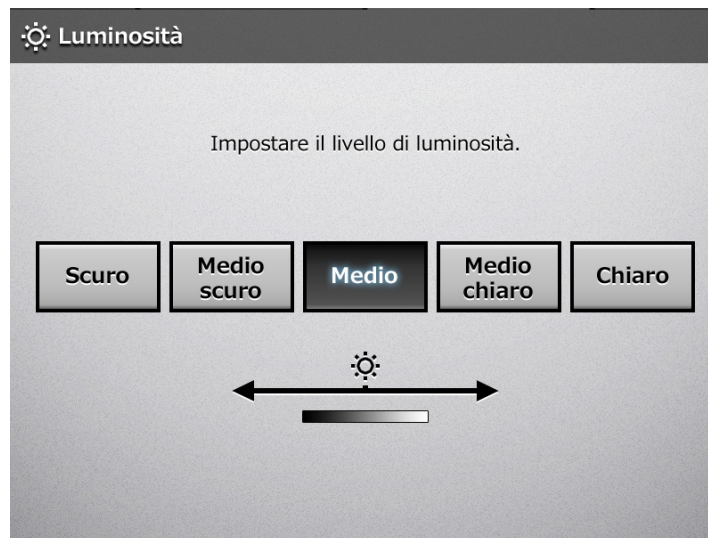 Luminosità
Impostare il livello di luminosità.
Scuro
Medio
scuro
Medio
Medio
chiaro
Chiaro